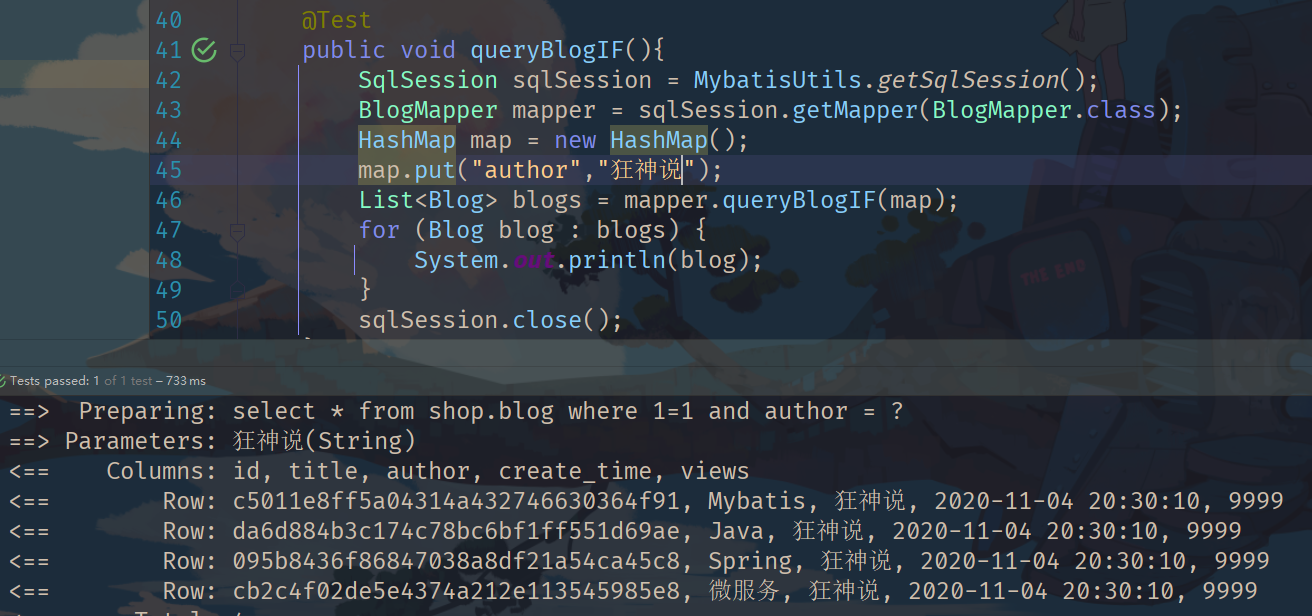 40 @Test
41 public void queryBlogIF(){
42 SqlSession sqlSession = MybatisUtils.getSqlSession();
43 BlogMapper mapper = sqlSession.getMapper(BlogMapper.class);
44 HashMap map = new HashMap();
45 map.put("author","狂神说");
46 List<Blog> blogs = mapper.queryBlogIF(map);
47 for (Blog blog : blogs) {
48 System.out.println(blog);
49 }
50 sqlSession.close();
THE END
Tests passed: 1 of 1 test – 733 ms
==>  Preparing: select * from shop.blog where 1=1 and author = ?
==> Parameters: 狂神说(String)
<==    Columns: id, title, author, create_time, views
<==        Row: c5011e8ff5a04314a432746630364f91, Mybatis, 狂神说, 2020-11-04 20:30:10, 9999
<==        Row: da6d884b3c174c78bc6bf1ff551d69ae, Java, 狂神说, 2020-11-04 20:30:10, 9999
<==        Row: 095b8436f86847038a8df21a54ca45c8, Spring, 狂神说, 2020-11-04 20:30:10, 9999
<==        Row: cb2c4f02de5e4374a212e113545985e8, 微服务, 狂神说, 2020-11-04 20:30:10, 9999